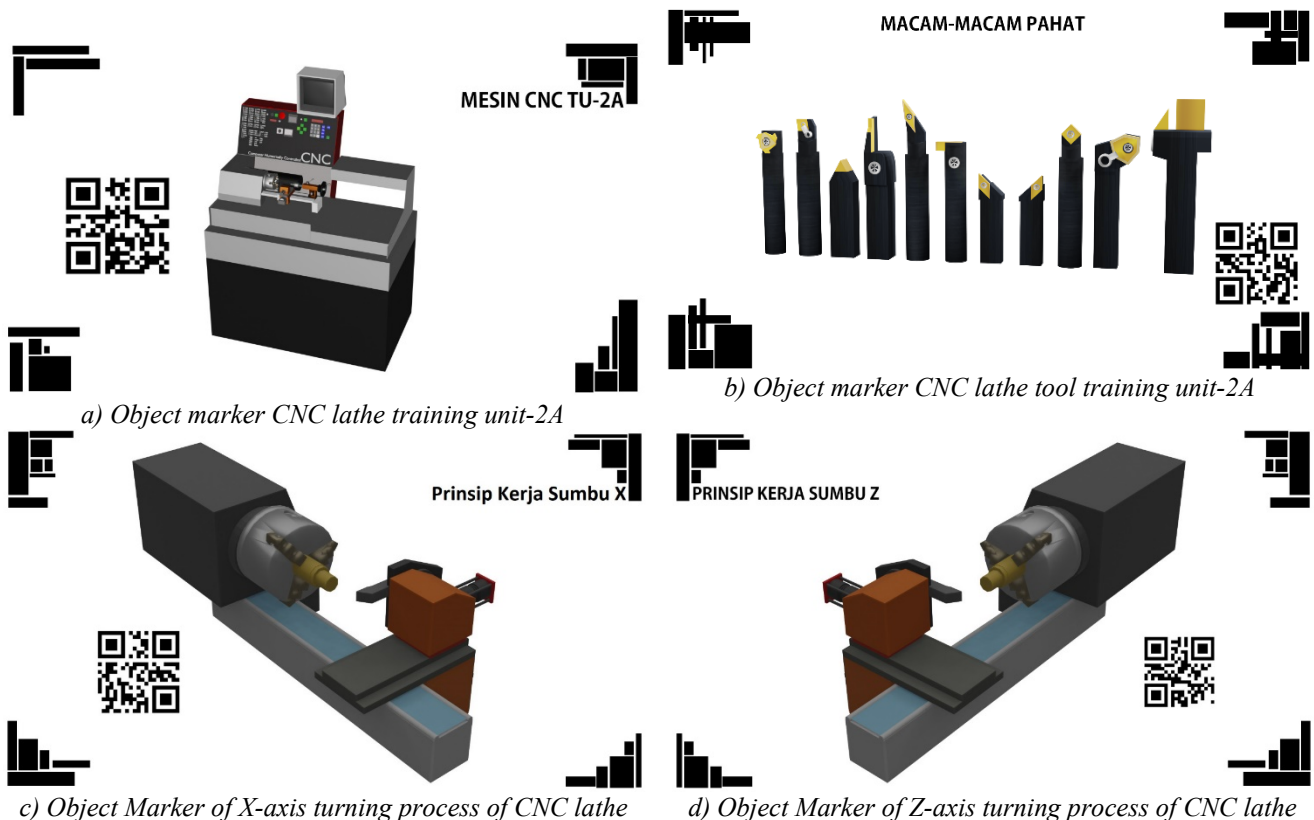 MESIN CNC TU-2A
CNC
a) Object marker CNC lathe training unit-2A
MACAM-MACAM PAHAT
b) Object marker CNC lathe tool training unit-2A
Prinsip Kerja Sumbu X
c) Object Marker of X-axis turning process of CNC lathe
PRINSIP KERJA SUMBU Z
d) Object Marker of Z-axis turning process of CNC lathe